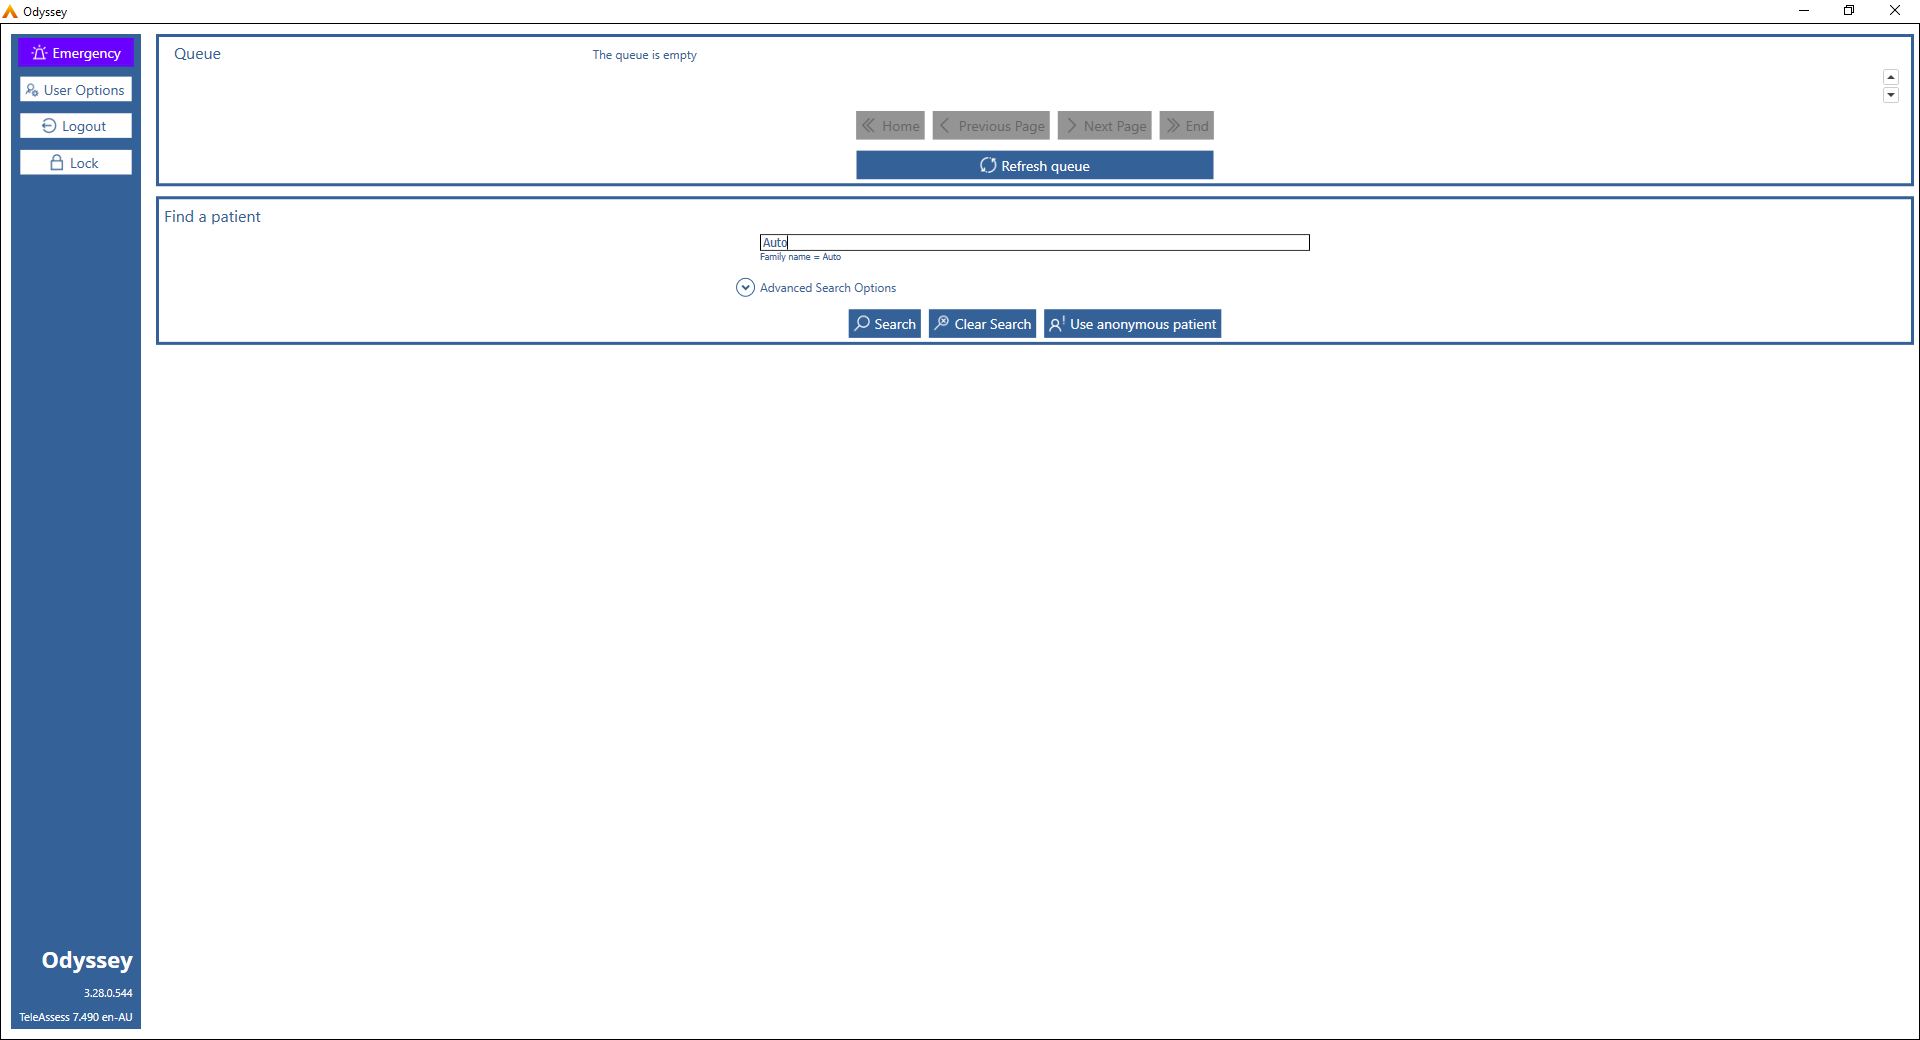 Odyssey
Emergency
User Options
Logout
Lock
Queue
The queue is empty
Home
Previous Page
Next Page
End
Refresh queue
Find a patient
Auto
Family name = Auto
Advanced Search Options
Search
Clear Search
Use anonymous patient
Odyssey
3.28.0.544
TeleAssess 7.490 en-AU